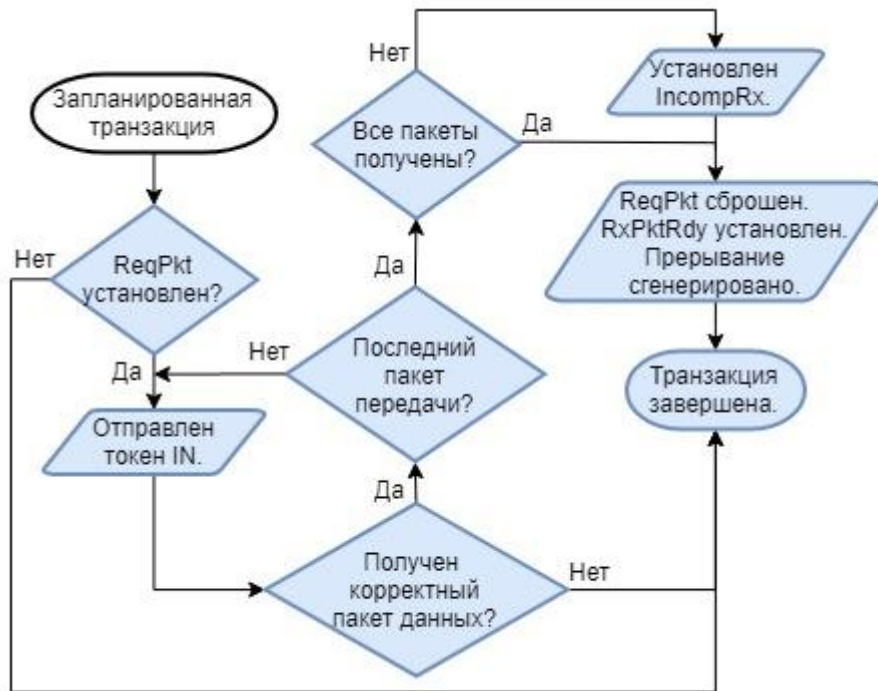 Запланированная
транзакция
ReqPkt
установлен?
Нет
Да
Отправлен
токен IN.
Получен
корректный
пакет данных?
Нет
Да
Последний
пакет
передачи?
Нет
Да
Все пакеты
получены?
Нет
Да
Установлен
IncompRx.
ReqPkt сброшен.
RxPktRdy установлен.
Прерывание
сгенерировано.
Транзакция
завершена.